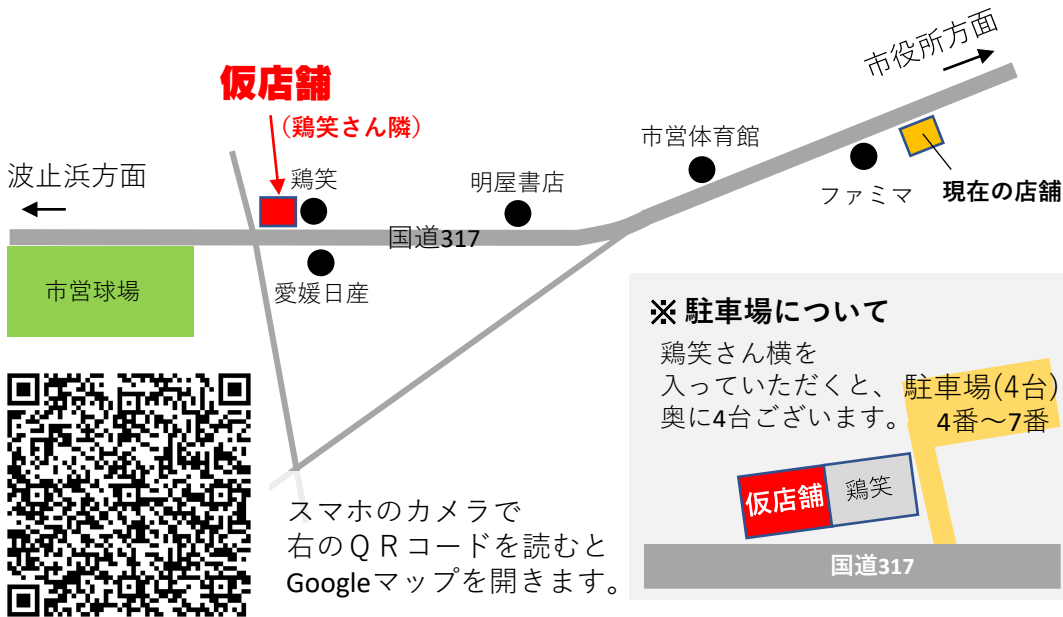 市役所方面
仮店舗
(鶏笑さん隣)
市営体育館
波止浜方面
鶏笑
明屋書店
ファミマ
現在の店舗
国道317
市営球場
愛媛日産
※ 駐車場について
鶏笑さん横を
入っていただくと、
奥に4台ございます。
駐車場(4台)
4番～7番
仮店舗
鶏笑
国道317
スマホのカメラで
右のＱＲコードを読むと
Googleマップを開きます。